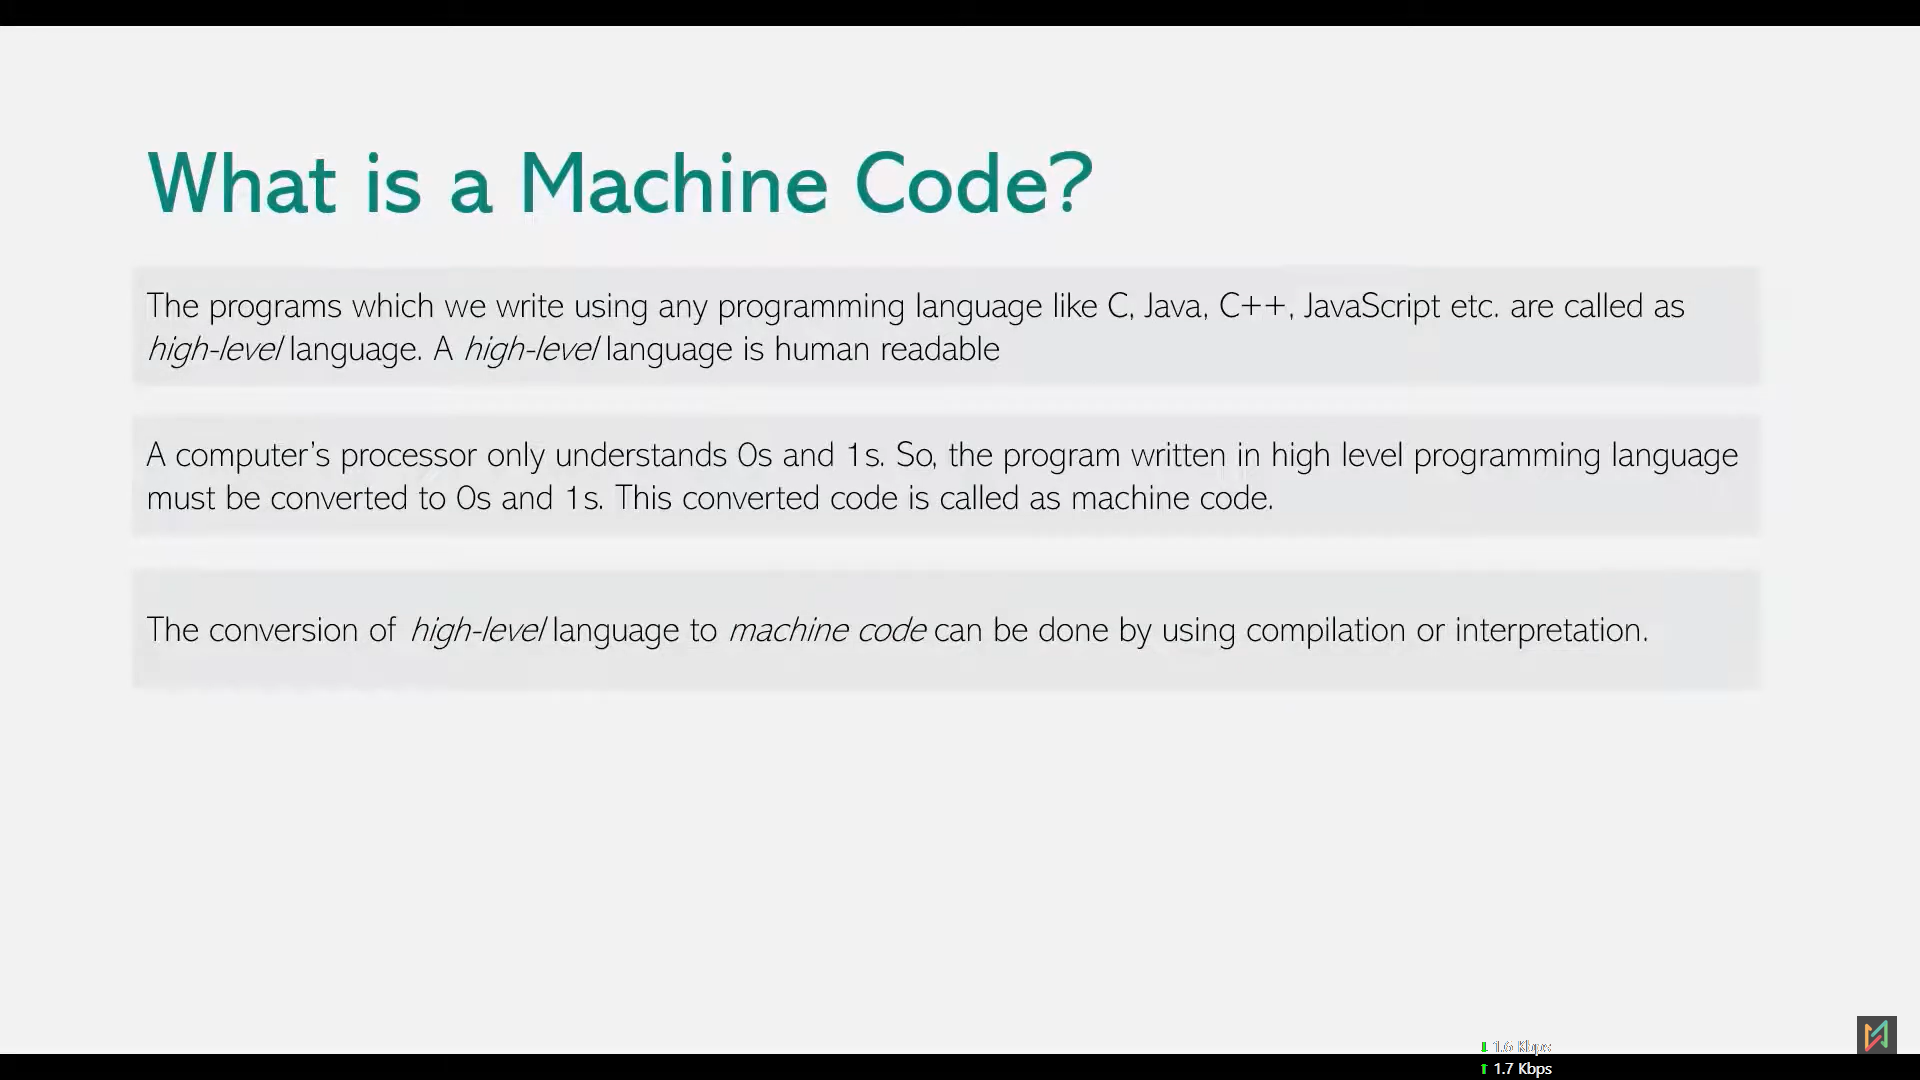 What is a Machine Code?
The programs which we write using any programming language like C, Java, C++, JavaScript etc. are called as
high-level language. A high-level language is human readable
A computer’s processor only understands 0s and 1s. So, the program written in high level programming language
must be converted to 0s and 1s. This converted code is called as machine code.
The conversion of high-level language to machine code can be done by using compilation or interpretation.
⬇ 1.6 Kbps
⬆ 1.7 Kbps